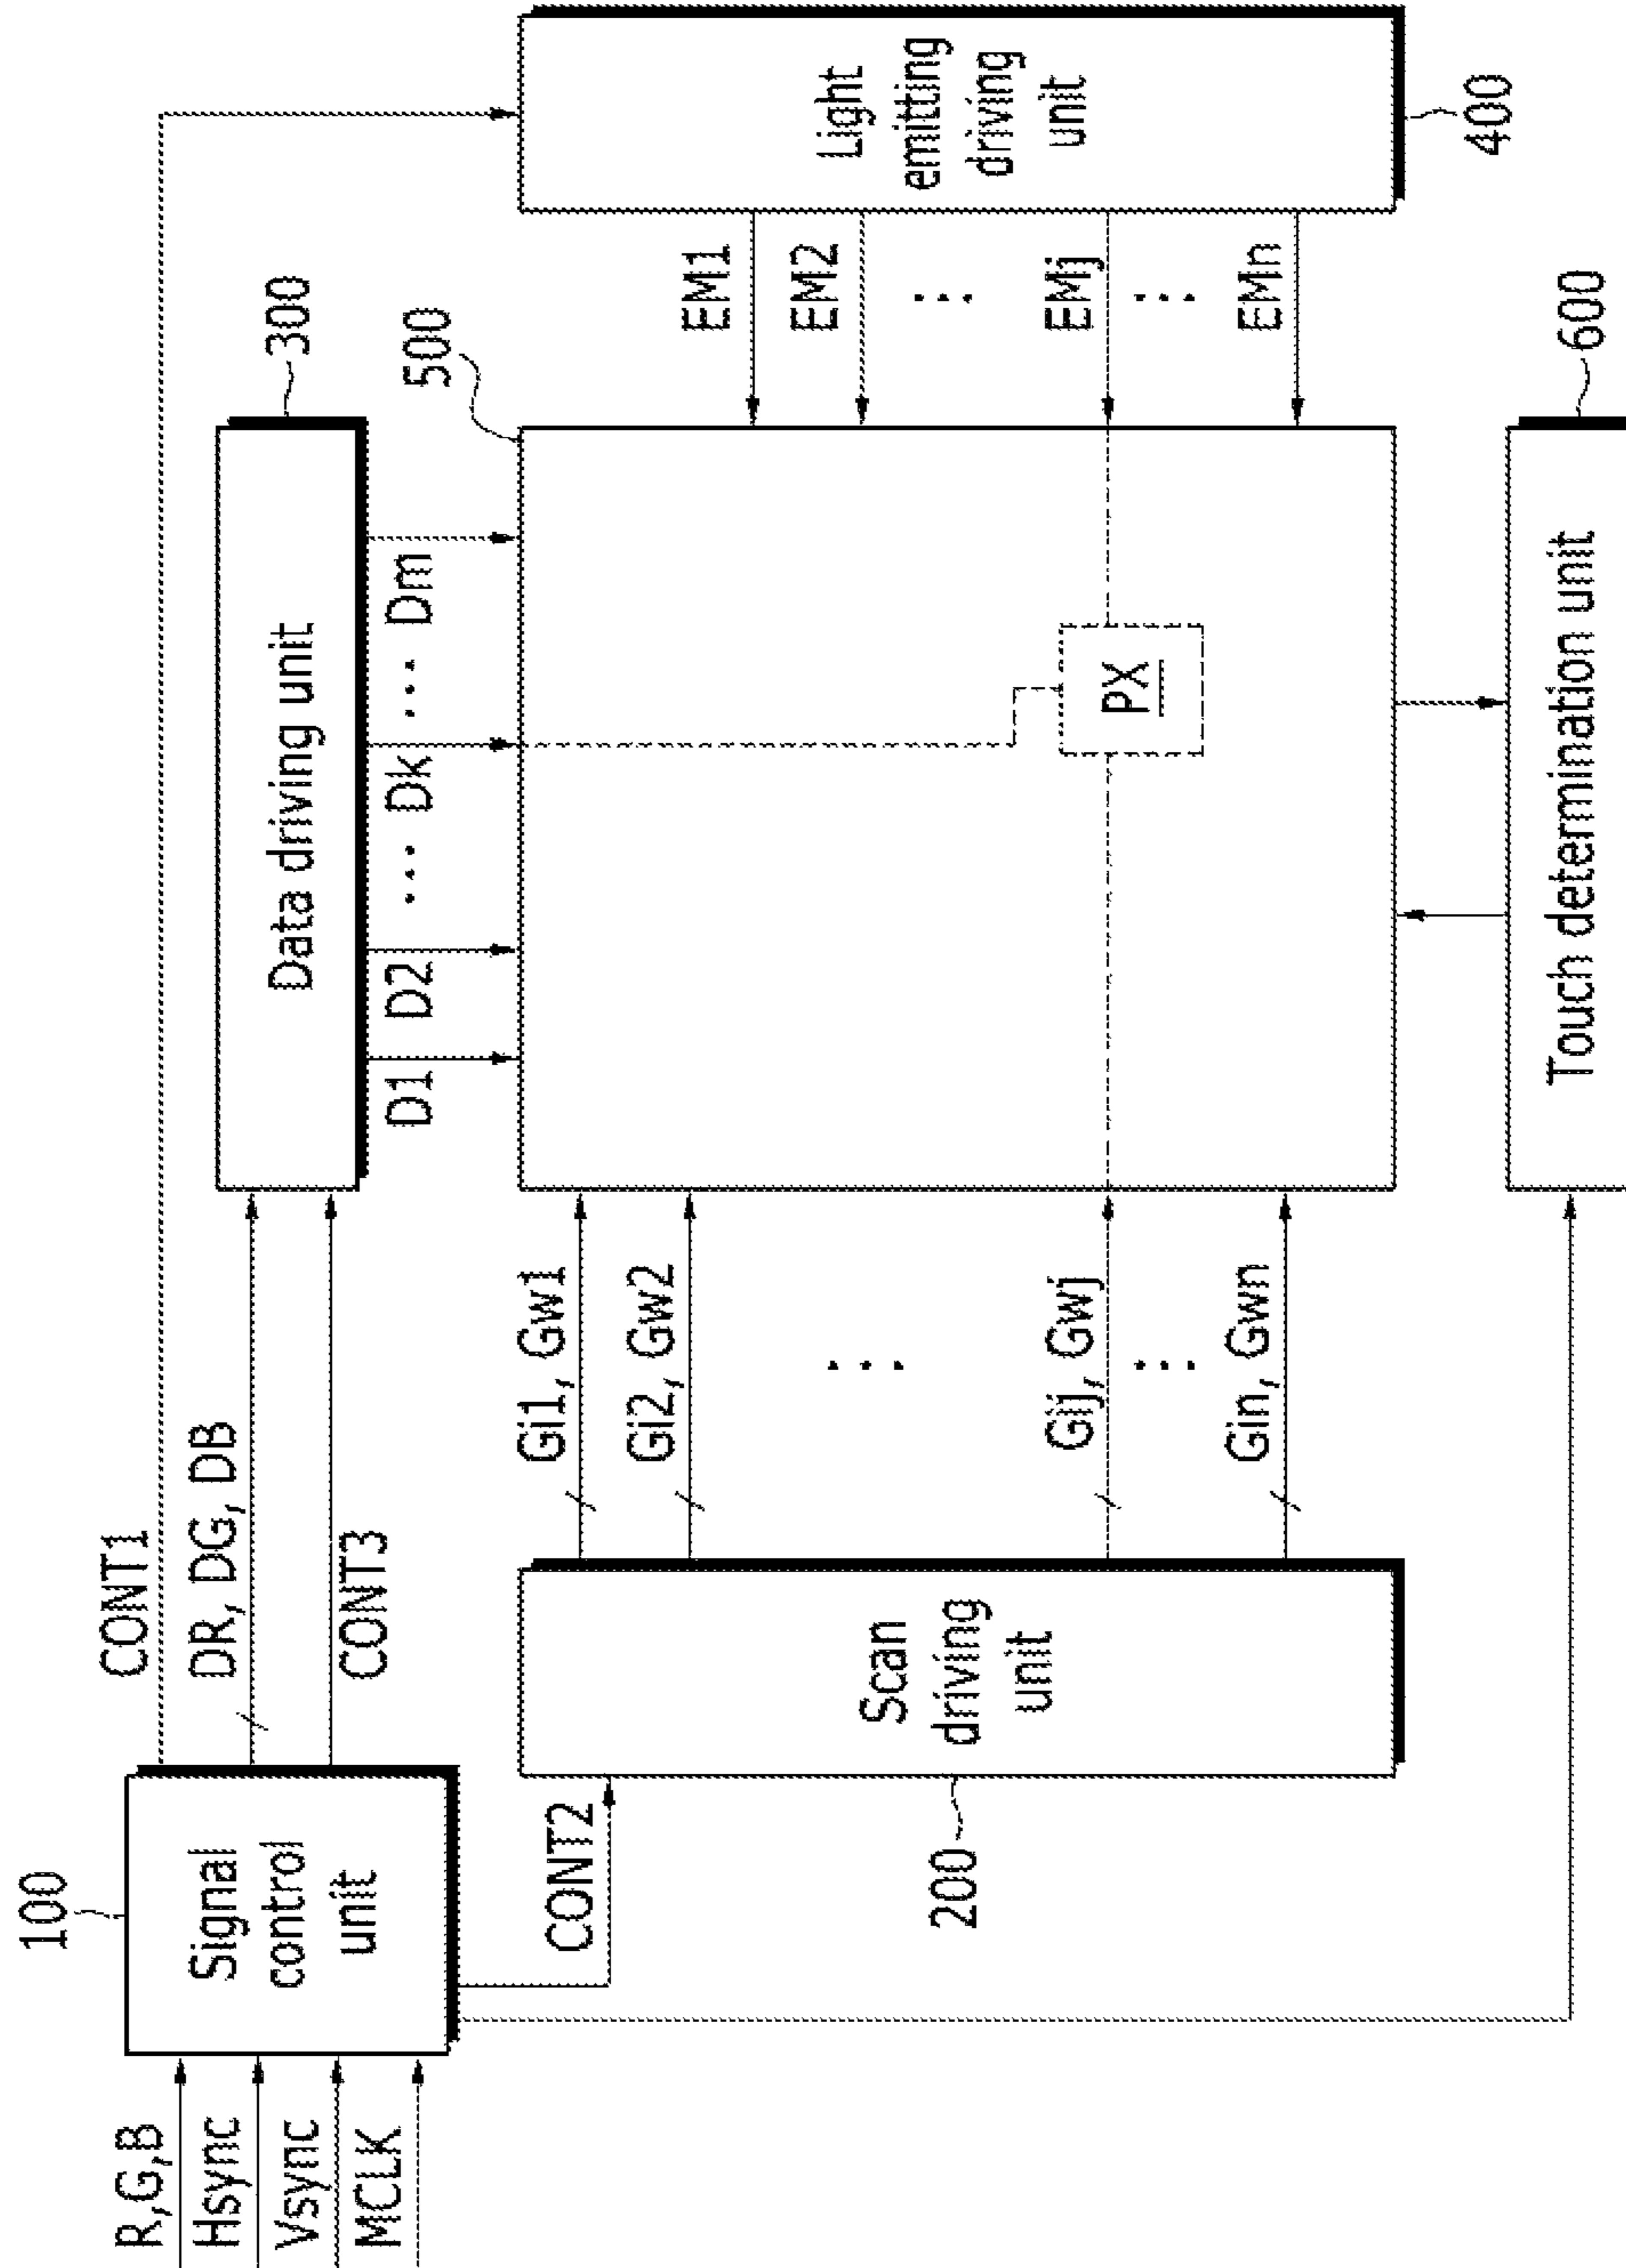 R,G,B
Hsync
Vsync
MCLK
100
Signal
control
unit
CONT1
DR, DG, DB
CONT3
CONT2
300
Data driving unit
D1 D2 ... Dk ... Dm
500
200
Scan
driving
unit
Gi1, Gw1
Gi2, Gw2
...
Gij, Gwj
...
Gin, Gwn
PX
EM1
EM2
...
EMj
...
EMn
Light
emitting
driving
unit
400
600
Touch determination unit